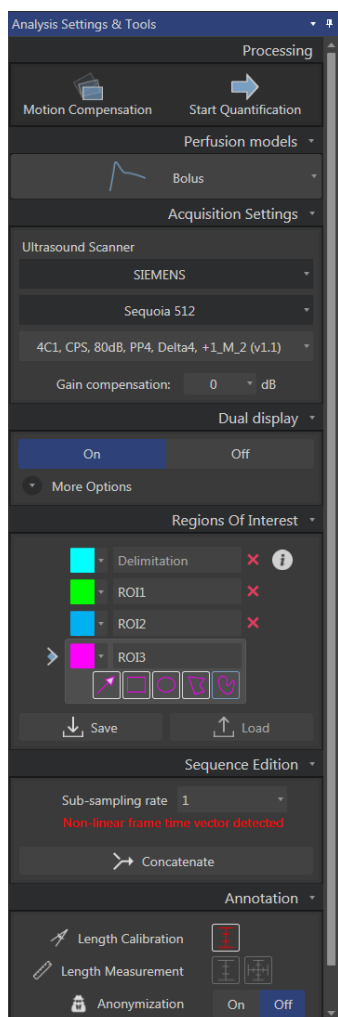 Analysis Settings & Tools
Processing
Motion Compensation
Start Quantification
Perfusion models
Bolus
Acquisition Settings
Ultrasound Scanner
SIEMENS
Sequoia 512
4C1, CPS, 80dB, PP4, Delta4, +1_M_2 (v1.1)
Gain compensation: 0 dB
Dual display
On Off
More Options
Regions Of Interest
Delimitation
ROI1
ROI2
ROI3
Save Load
Sequence Edition
Sub-sampling rate 1
Non-linear frame time vector detected
Concatenate
Annotation
Length Calibration
Length Measurement
Anonymization On Off